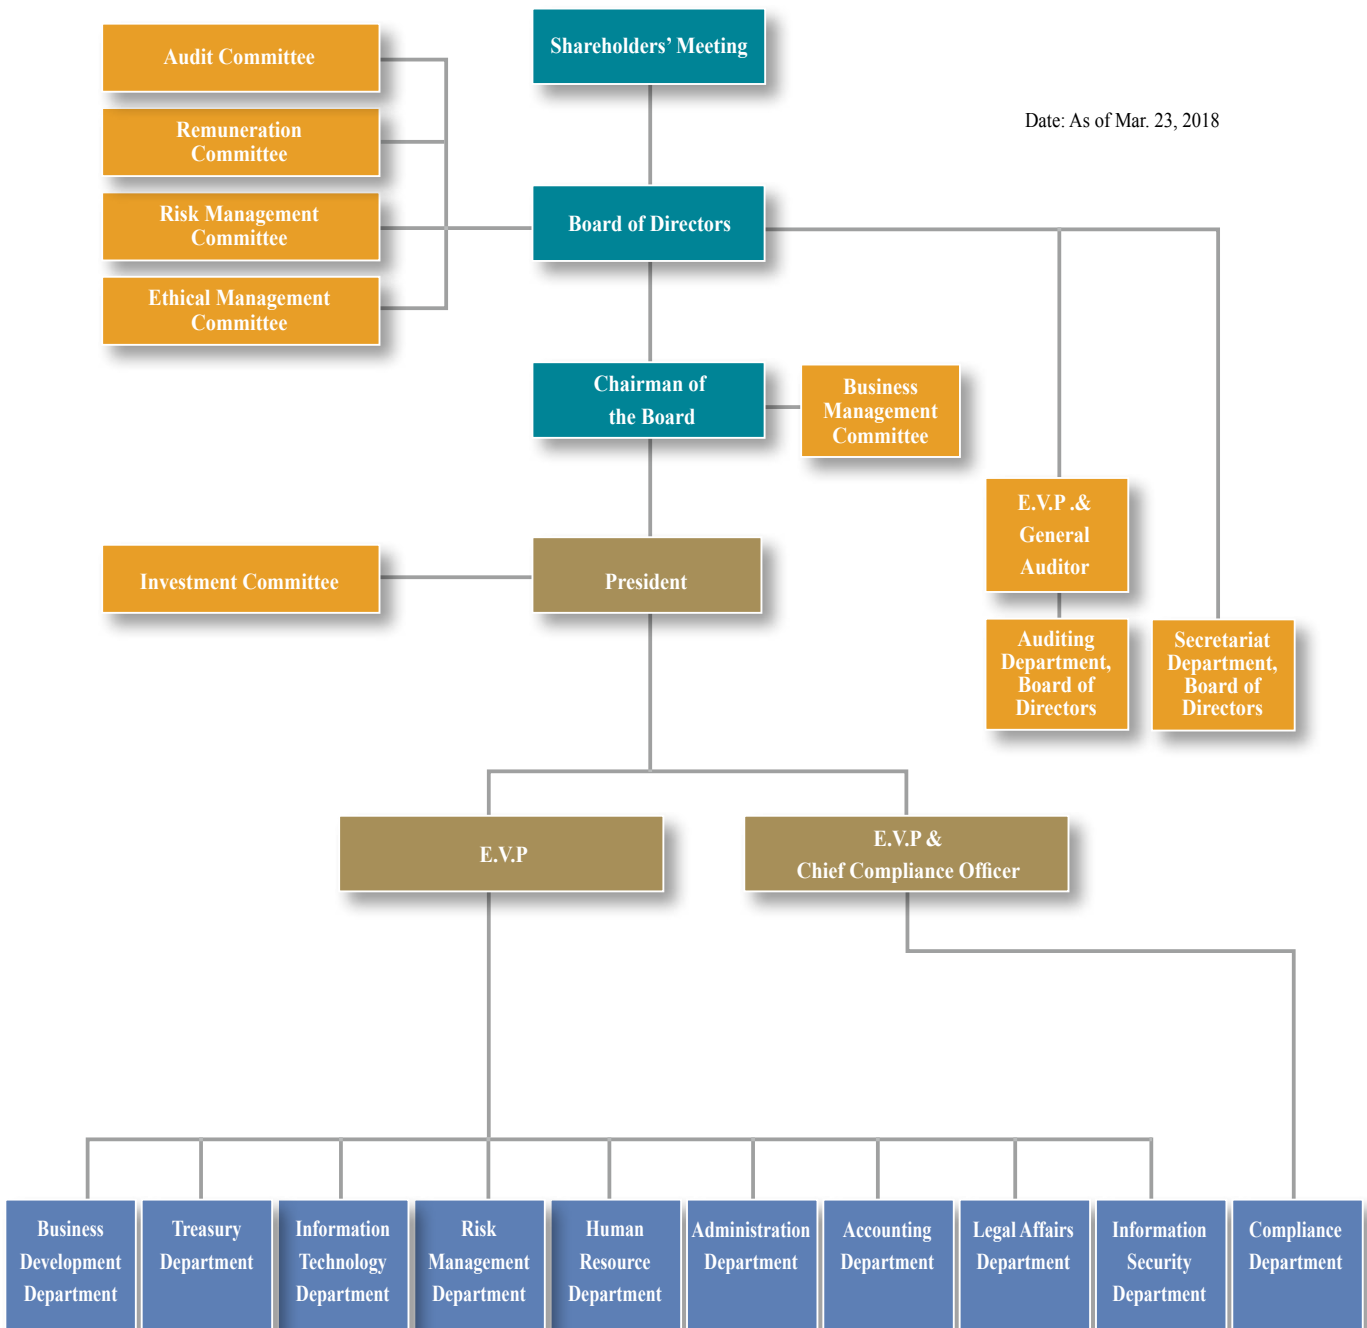 Shareholders’ Meeting
Audit Committee
Date: As of Mar. 23, 2018
Remuneration
Committee
Risk Management
Committee
Board of Directors
Ethical Management
Committee
Chairman of
the Board
Business
Management
Committee
E.V.P .&
General
Auditor
Investment Committee
President
Auditing
Department,
Board of
Directors
Secretariat
Department,
Board of
Directors
E.V.P
E.V.P &
Chief Compliance Officer
Business
Development
Department
Treasury
Department
Information
Technology
Department
Risk
Management
Department
Human
Resource
Department
Administration
Department
Accounting
Department
Legal Affairs
Department
Information
Security
Department
Compliance
Department